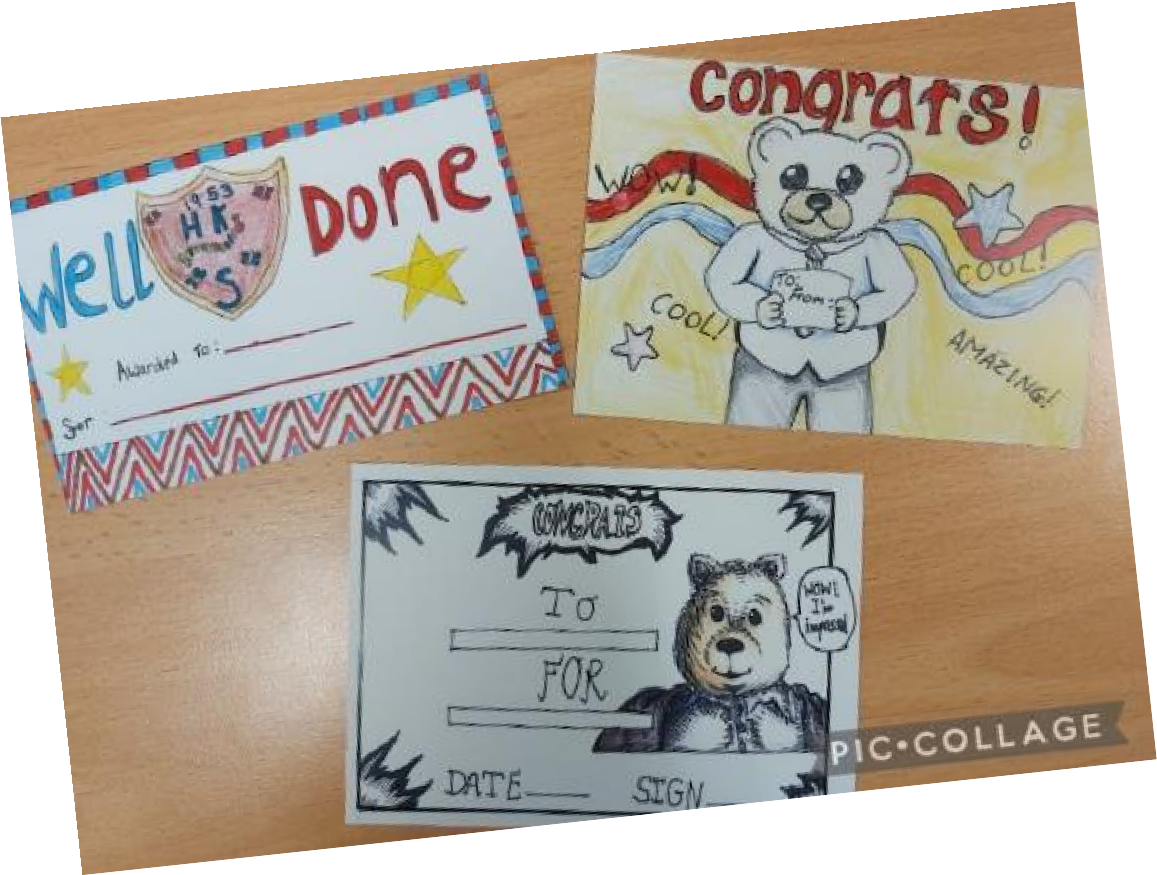 Well Done
1953
HK
S
Awarded To:
for
Congrats!
WOW!
COOL!
To:
From:
COOL!
AMAZING!
CONGRATS
TO
FOR
WOW! I'm impressed
DATE
SIGN
PIC•COLLAGE